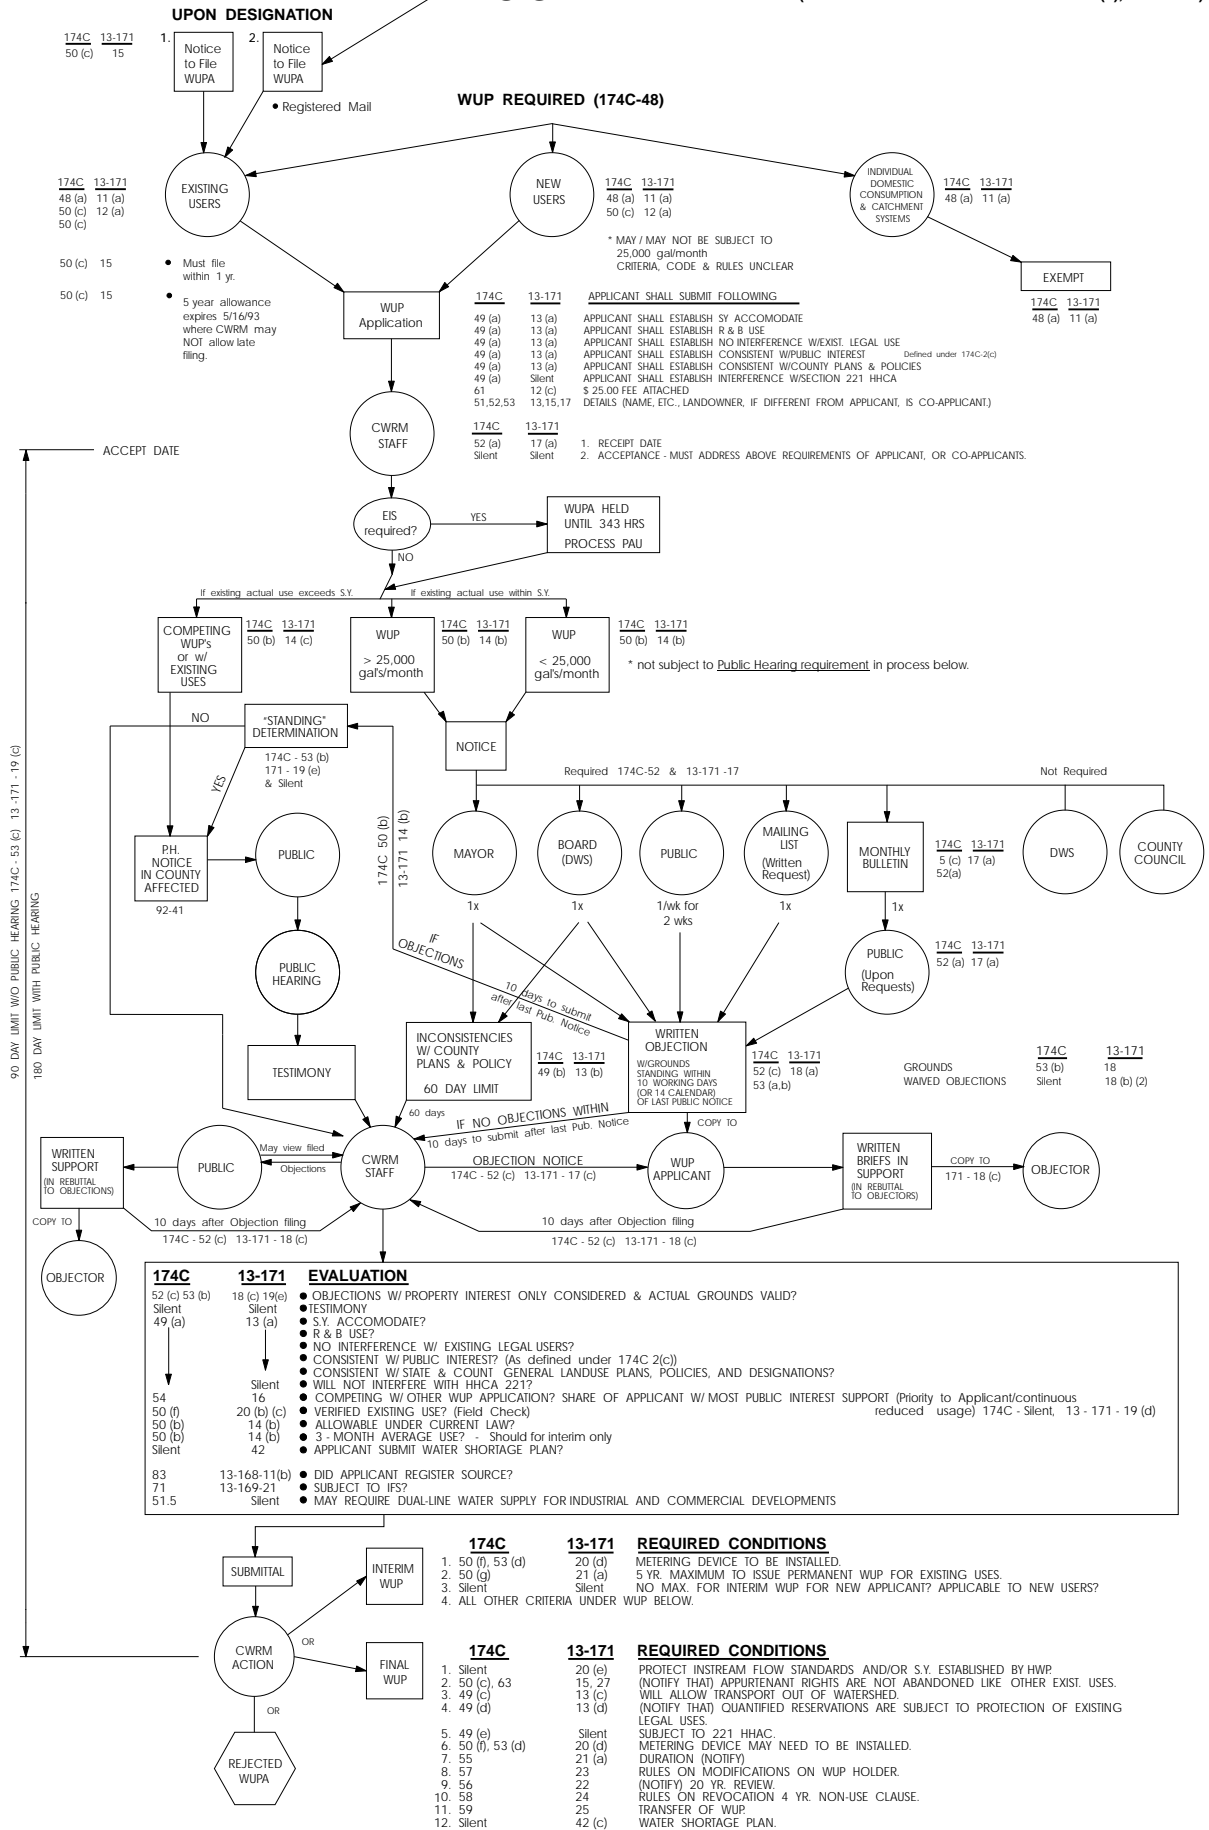 UPON DESIGNATION
174C 13-171
50 (c) 15
1.
Notice
to File
WUPA
2.
Notice
to File
WUPA
● Registered Mail
WUP REQUIRED (174C-48)
174C 13-171
48 (a) 11 (a)
50 (c) 12 (a)
50 (c)
EXISTING
USERS
NEW
USERS
174C 13-171
48 (a) 11 (a)
50 (c) 12 (a)
INDIVIDUAL
DOMESTIC
CONSUMPTION
& CATCHMENT
SYSTEMS
174C 13-171
48 (a) 11 (a)
* MAY / MAY NOT BE SUBJECT TO
25,000 gal/month
CRITERIA, CODE & RULES UNCLEAR
EXEMPT
174C 13-171
48 (a) 11 (a)
50 (c) 15 ● Must file
within 1 yr.
50 (c) 15 ● 5 year allowance
expires 5/16/93
where CWRM may
NOT allow late
filing.
WUP
Application
174C 13-171 APPLICANT SHALL SUBMIT FOLLOWING
49 (a) 13 (a) APPLICANT SHALL ESTABLISH SY ACCOMODATE
49 (a) 13 (a) APPLICANT SHALL ESTABLISH R & B USE
49 (a) 13 (a) APPLICANT SHALL ESTABLISH NO INTERFERENCE W/EXIST. LEGAL USE
49 (a) 13 (a) APPLICANT SHALL ESTABLISH CONSISTENT W/PUBLIC INTEREST Defined under 174C-2(c)
49 (a) 13 (a) APPLICANT SHALL ESTABLISH CONSISTENT W/COUNTY PLANS & POLICIES
49 (a) Silent APPLICANT SHALL ESTABLISH INTERFERENCE W/SECTION 221 HHCA
61 12 (c) $ 25.00 FEE ATTACHED
51,52,53 13,15,17 DETAILS (NAME, ETC., LANDOWNER, IF DIFFERENT FROM APPLICANT, IS CO-APPLICANT.)
CWRM
STAFF
174C 13-171
52 (a) 17 (a) 1. RECEIPT DATE
Silent Silent 2. ACCEPTANCE - MUST ADDRESS ABOVE REQUIREMENTS OF APPLICANT, OR CO-APPLICANTS.
ACCEPT DATE
EIS
required?
YES
WUPA HELD
UNTIL 343 HRS
PROCESS PAU
NO
If existing actual use exceeds S.Y.
If existing actual use within S.Y.
COMPETING
WUP's
or w/
EXISTING
USES
174C 13-171
50 (b) 14 (c)
WUP
> 25,000
gal's/month
174C 13-171
50 (b) 14 (b)
WUP
< 25,000
gal's/month
174C 13-171
50 (b) 14 (b)
* not subject to Public Hearing requirement in process below.
NO
"STANDING"
DETERMINATION
174C - 53 (b)
171 - 19 (e)
& Silent
YES
NOTICE
Required 174C-52 & 13-171 -17
Not Required
90 DAY LIMIT W/O PUBLIC HEARING 174C - 53 (c) 13 -171 - 19 (c)
180 DAY LIMIT WITH PUBLIC HEARING
174C 50 (b)
13-171 14 (b)
P.H.
NOTICE
IN COUNTY
AFFECTED
92-41
PUBLIC
MAYOR
1x
BOARD
(DWS)
1x
PUBLIC
1/wk for
2 wks
MAILING
LIST
(Written
Request)
1x
MONTHLY
BULLETIN
1x
174C 13-171
5 (c) 17 (a)
52(a)
DWS
COUNTY
COUNCIL
PUBLIC
HEARING
IF
OBJECTIONS
10 days to submit
after last Pub. Notice
PUBLIC
(Upon
Requests)
174C 13-171
52 (a) 17 (a)
TESTIMONY
INCONSISTENCIES
W/ COUNTY
PLANS & POLICY
60 DAY LIMIT
174C 13-171
49 (b) 13 (b)
WRITTEN
OBJECTION
W/GROUNDS
STANDING WITHIN
10 WORKING DAYS
(OR 14 CALENDAR)
OF LAST PUBLIC NOTICE
174C 13-171
52 (c) 18 (a)
53 (a,b)
174C 13-171
GROUNDS 53 (b) 18
WAIVED OBJECTIONS Silent 18 (b) (2)
60 days
IF NO OBJECTIONS WITHIN
10 days to submit after last Pub. Notice
COPY TO
WRITTEN
SUPPORT
(IN REBUTTAL
TO OBJECTIONS)
PUBLIC
May view filed
Objections
CWRM
STAFF
OBJECTION NOTICE
174C - 52 (c) 13-171 - 17 (c)
WUP
APPLICANT
WRITTEN
BRIEFS IN
SUPPORT
(IN REBUTTAL
TO OBJECTORS)
COPY TO
171 - 18 (c)
OBJECTOR
COPY TO
10 days after Objection filing
174C - 52 (c) 13-171 - 18 (c)
10 days after Objection filing
174C - 52 (c) 13-171 - 18 (c)
OBJECTOR
174C 13-171 EVALUATION
52 (c) 53 (b) 18 (c) 19(e) ● OBJECTIONS W/ PROPERTY INTEREST ONLY CONSIDERED & ACTUAL GROUNDS VALID?
Silent Silent ● TESTIMONY
49 (a) 13 (a) ● S.Y. ACCOMODATE?
● R & B USE?
● NO INTERFERENCE W/ EXISTING LEGAL USERS?
● CONSISTENT W/ PUBLIC INTEREST? (As defined under 174C 2(c))
● CONSISTENT W/ STATE & COUNT GENERAL LANDUSE PLANS, POLICIES, AND DESIGNATIONS?
Silent ● WILL NOT INTERFERE WITH HHCA 221?
54 16 ● COMPETING W/ OTHER WUP APPLICATION? SHARE OF APPLICANT W/ MOST PUBLIC INTEREST SUPPORT (Priority to Applicant/continuous
50 (f) 20 (b) (c) ● VERIFIED EXISTING USE? (Field Check) reduced usage) 174C - Silent, 13 - 171 - 19 (d)
50 (b) 14 (b) ● ALLOWABLE UNDER CURRENT LAW?
50 (b) 14 (b) ● 3 - MONTH AVERAGE USE? - Should for interim only
Silent 42 ● APPLICANT SUBMIT WATER SHORTAGE PLAN?
83 13-168-11(b) ● DID APPLICANT REGISTER SOURCE?
71 13-169-21 ● SUBJECT TO IFS?
51.5 Silent ● MAY REQUIRE DUAL-LINE WATER SUPPLY FOR INDUSTRIAL AND COMMERCIAL DEVELOPMENTS
SUBMITTAL
INTERIM
WUP
174C 13-171 REQUIRED CONDITIONS
1. 50 (f), 53 (d) 20 (d) METERING DEVICE TO BE INSTALLED.
2. 50 (g) 21 (a) 5 YR. MAXIMUM TO ISSUE PERMANENT WUP FOR EXISTING USES.
3. Silent Silent NO MAX. FOR INTERIM WUP FOR NEW APPLICANT? APPLICABLE TO NEW USERS?
4. ALL OTHER CRITERIA UNDER WUP BELOW.
CWRM
ACTION
OR
FINAL
WUP
OR
REJECTED
WUPA
174C 13-171 REQUIRED CONDITIONS
1. Silent 20 (e) PROTECT INSTREAM FLOW STANDARDS AND/OR S.Y. ESTABLISHED BY HWP.
2. 50 (c), 63 15, 27 (NOTIFY THAT) APPURTENANT RIGHTS ARE NOT ABANDONED LIKE OTHER EXIST. USES.
3. 49 (c) 13 (c) WILL ALLOW TRANSPORT OUT OF WATERSHED.
4. 49 (d) 13 (d) (NOTIFY THAT) QUANTIFIED RESERVATIONS ARE SUBJECT TO PROTECTION OF EXISTING
LEGAL USES.
5. 49 (e) Silent SUBJECT TO 221 HHAC.
6. 50 (f), 53 (d) 20 (d) METERING DEVICE MAY NEED TO BE INSTALLED.
7. 55 21 (a) DURATION (NOTIFY)
8. 57 23 RULES ON MODIFICATIONS ON WUP HOLDER.
9. 56 22 (NOTIFY) 20 YR. REVIEW.
10. 58 24 RULES ON REVOCATION 4 YR. NON-USE CLAUSE.
11. 59 25 TRANSFER OF WUP.
12. Silent 42 (c) WATER SHORTAGE PLAN.